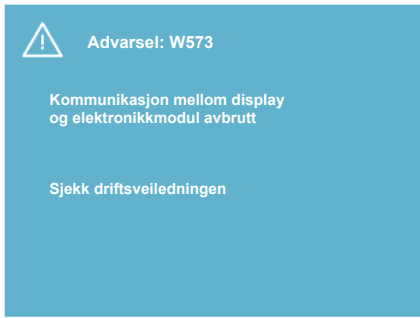 Advarsel: W573
Kommunikasjon mellom display
og elektronikkmodul avbrutt
Sjekk driftsveiledningen